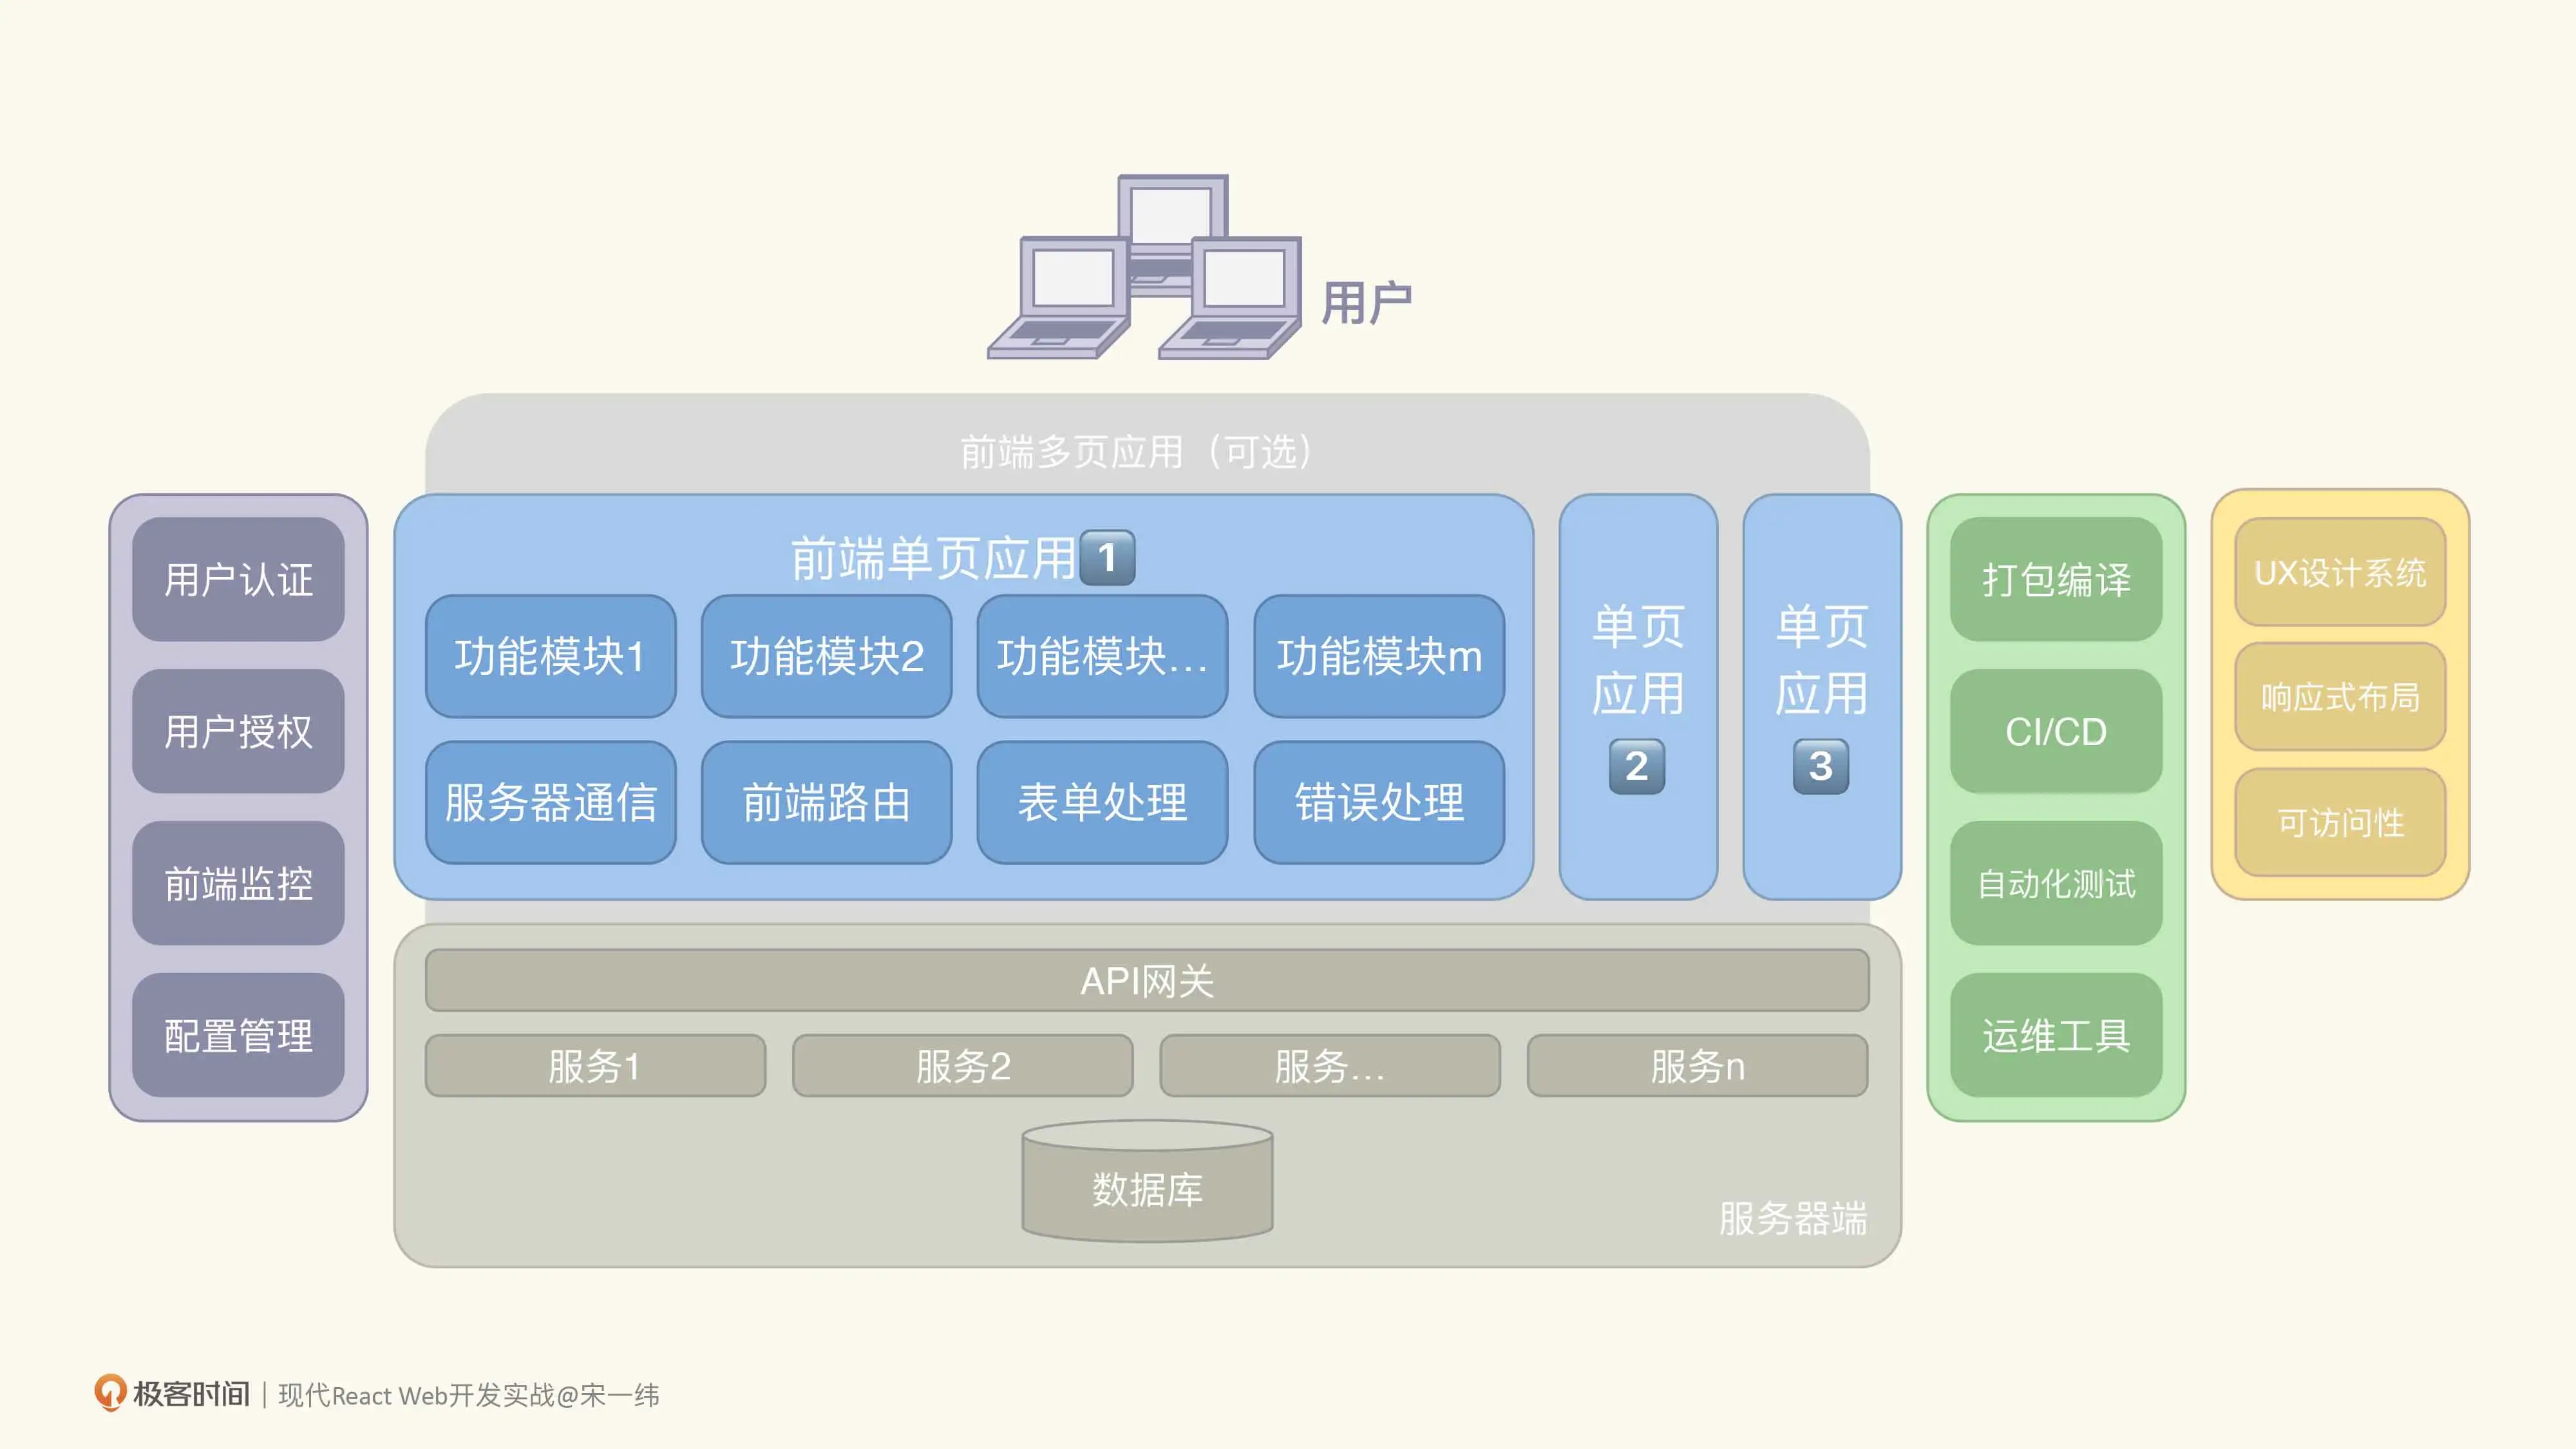 用户
前端多页应用（可选）
用户认证
用户授权
前端监控
配置管理
前端单页应用1
功能模块1
功能模块2
功能模块...
功能模块m
服务器通信
前端路由
表单处理
错误处理
单页
应用
2
单页
应用
3
打包编译
CI/CD
自动化测试
运维工具
UX设计系统
响应式布局
可访问性
API网关
服务1
服务2
服务...
服务n
数据库
服务器端
极客时间 | 现代React Web开发实战@宋一纬